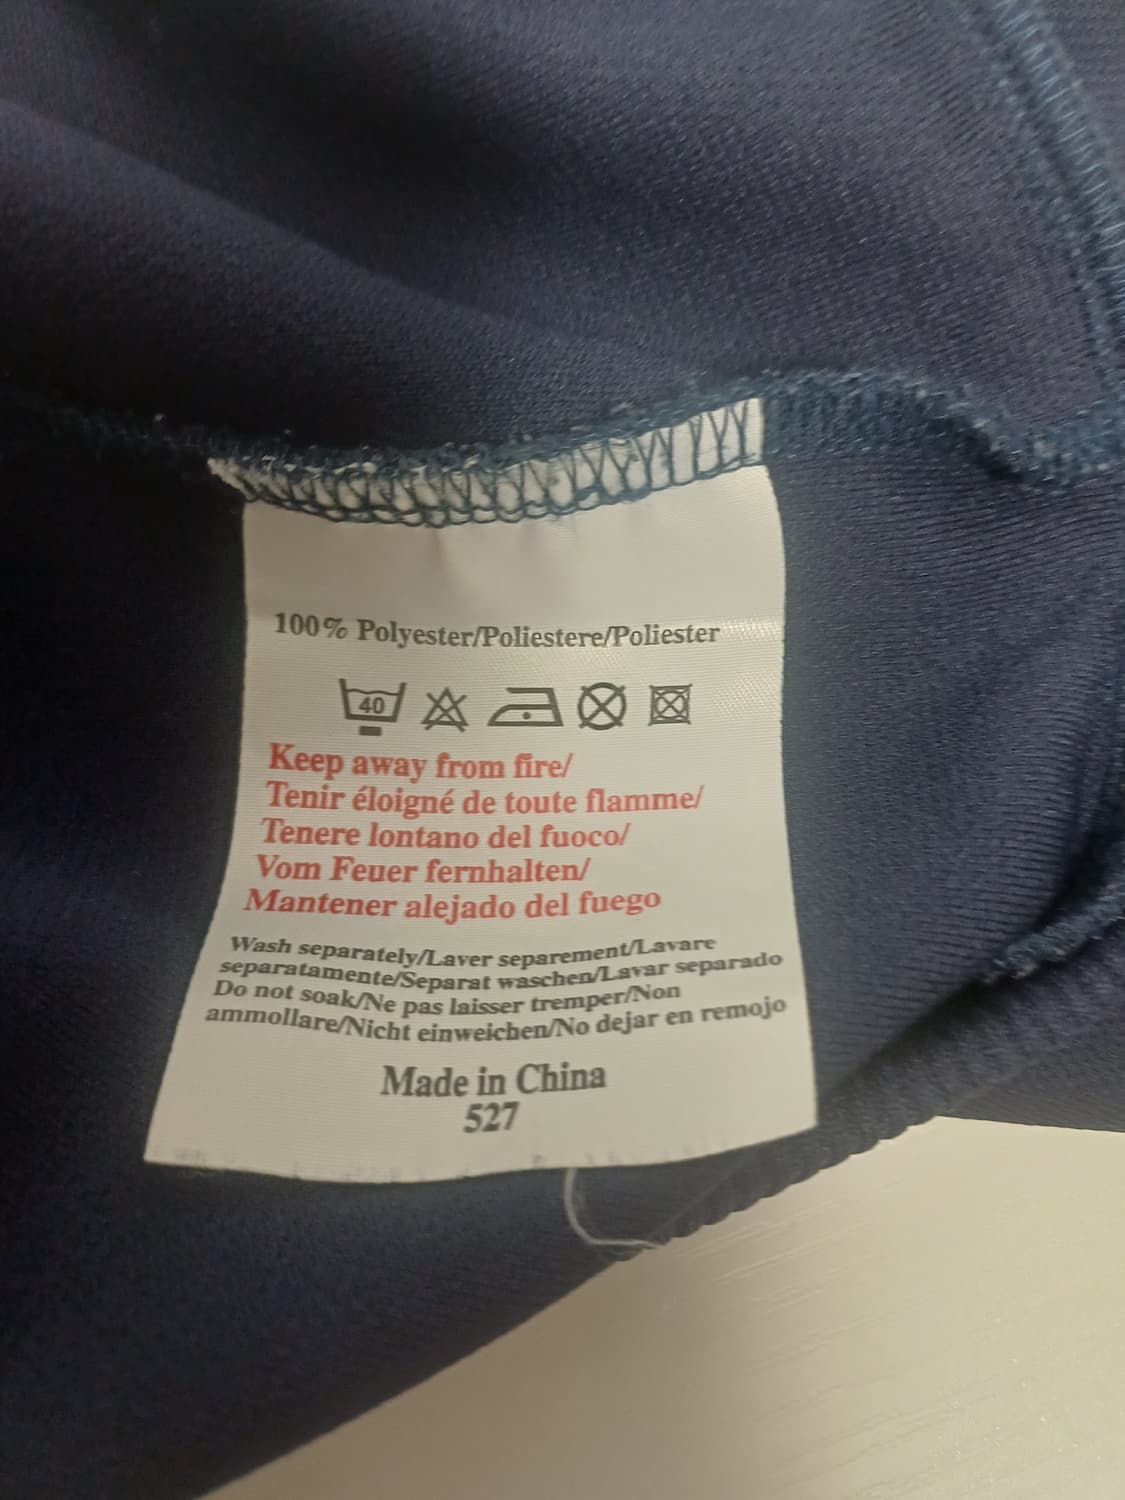 100% Polyester/Poliestere/Poliester
40
Keep away from fire/
Tenir éloigné de toute flamme/
Tenere lontano del fuoco/
Vom Feuer fernhalten/
Mantener alejado del fuego
Wash separately/Laver separement/Lavare
separatamente/Separat waschen/Lavar separado
Do not soak/Ne pas laisser tremper/Non
ammollare/Nicht einweichen/No dejar en remojo
Made in China
527